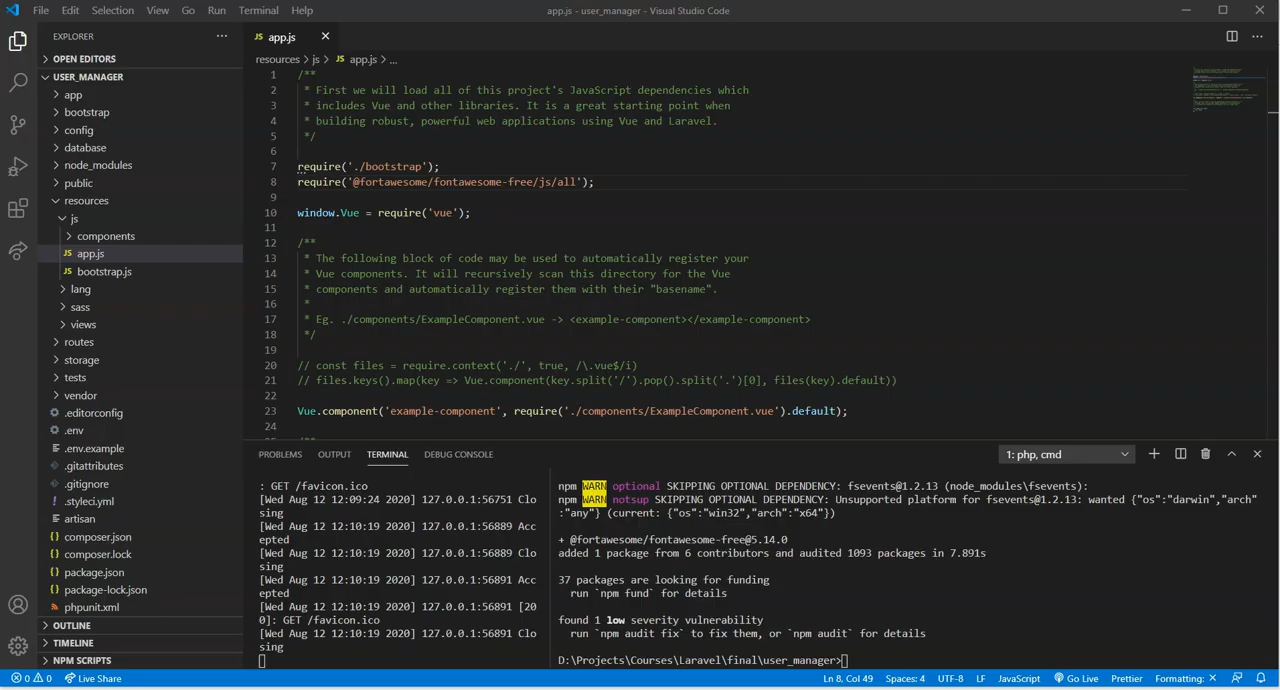 File Edit Selection View Go Run Terminal Help
app.js - user_manager - Visual Studio Code
EXPLORER
OPEN EDITORS
USER_MANAGER
app
bootstrap
config
database
node_modules
public
resources
js
components
JS app.js
JS bootstrap.js
lang
sass
views
routes
storage
tests
vendor
.editorconfig
.env
.env.example
.gitattributes
.gitignore
! .styleci.yml
artisan
{} composer.json
{} composer.lock
{} package.json
{} package-lock.json
phpunit.xml
OUTLINE
TIMELINE
NPM SCRIPTS
JS app.js
resources > js > JS app.js > ...
1 /**
2 * First we will load all of this project's JavaScript dependencies which
3 * includes Vue and other libraries. It is a great starting point when
4 * building robust, powerful web applications using Vue and Laravel.
5 */
6
7 require('./bootstrap');
8 require('@fortawesome/fontawesome-free/js/all');
9
10 window.Vue = require('vue');
11
12 /**
13 * The following block of code may be used to automatically register your
14 * Vue components. It will recursively scan this directory for the Vue
15 * components and automatically register them with their "basename".
16 *
17 * Eg. ./components/ExampleComponent.vue -> <example-component></example-component>
18 */
19
20 // const files = require.context('./', true, /\.vue$/i)
21 // files.keys().map(key => Vue.component(key.split('/').pop().split('.')[0], files(key).default))
22
23 Vue.component('example-component', require('./components/ExampleComponent.vue').default);
24
PROBLEMS OUTPUT TERMINAL DEBUG CONSOLE
1: php, cmd
: GET /favicon.ico
[Wed Aug 12 12:09:24 2020] 127.0.0.1:56751 Clo
sing
[Wed Aug 12 12:10:19 2020] 127.0.0.1:56889 Acc
epted
[Wed Aug 12 12:10:19 2020] 127.0.0.1:56889 Clo
sing
[Wed Aug 12 12:10:19 2020] 127.0.0.1:56891 Acc
epted
[Wed Aug 12 12:10:19 2020] 127.0.0.1:56891 [20
0]: GET /favicon.ico
[Wed Aug 12 12:10:19 2020] 127.0.0.1:56891 Clo
sing
npm WARN optional SKIPPING OPTIONAL DEPENDENCY: fsevents@1.2.13 (node_modules\fsevents):
npm WARN notsup SKIPPING OPTIONAL DEPENDENCY: Unsupported platform for fsevents@1.2.13: wanted {"os":"darwin","arch"
:"any"} (current: {"os":"win32","arch":"x64"})
+ @fortawesome/fontawesome-free@5.14.0
added 1 package from 6 contributors and audited 1093 packages in 7.891s
37 packages are looking for funding
run `npm fund` for details
found 1 low severity vulnerability
run `npm audit fix` to fix them, or `npm audit` for details
D:\Projects\Courses\Laravel\final\user_manager>
0 0 Live Share
Ln 8, Col 49 Spaces: 4 UTF-8 LF JavaScript Go Live Prettier Formatting: ×